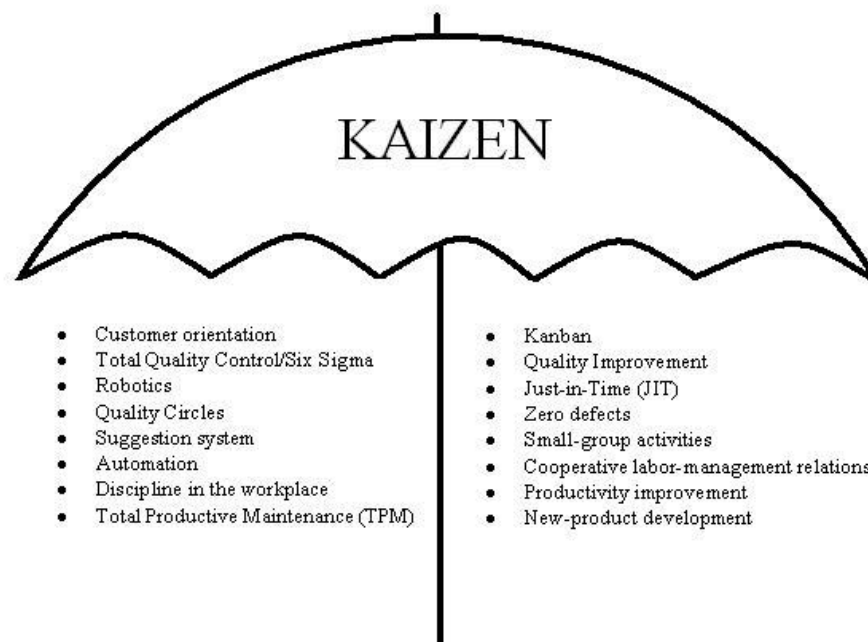 KAIZEN
Customer orientation
Total Quality Control/Six Sigma
Robotics
Quality Circles
Suggestion system
Automation
Discipline in the workplace
Total Productive Maintenance (TPM)
Kanban
Quality Improvement
Just-in-Time (JIT)
Zero defects
Small-group activities
Cooperative labor-management relations
Productivity improvement
New-product development